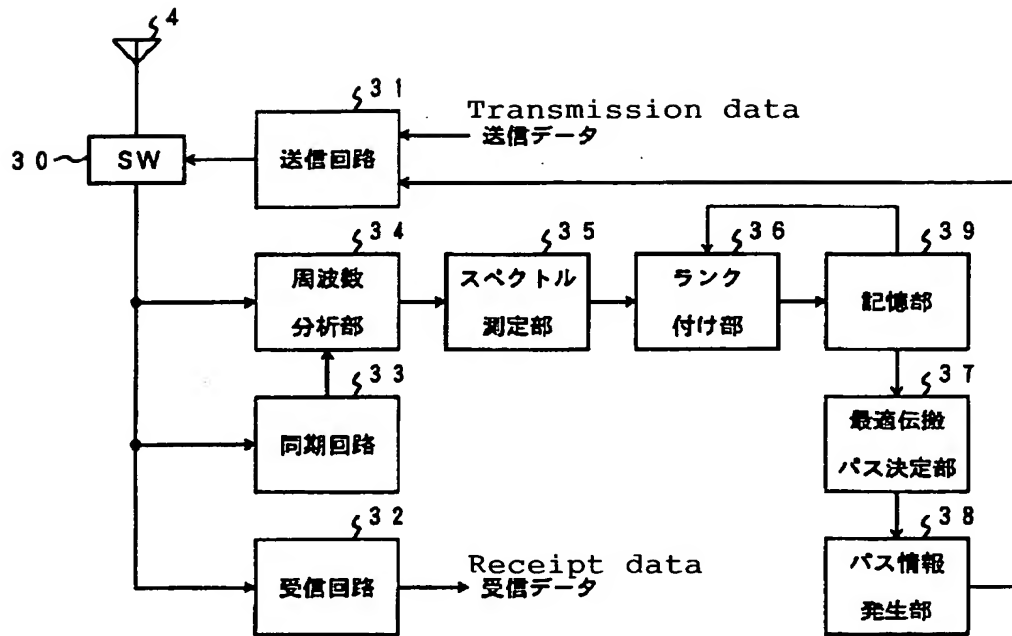 4
31
Transmission data
送信データ
30
SW
送信回路
34
35
36
39
周波数
分析部
スペクトル
測定部
ランク
付け部
記憶部
33
37
同期回路
最適伝搬
パス決定部
32
38
受信回路
Receipt data
受信データ
パス情報
発生部